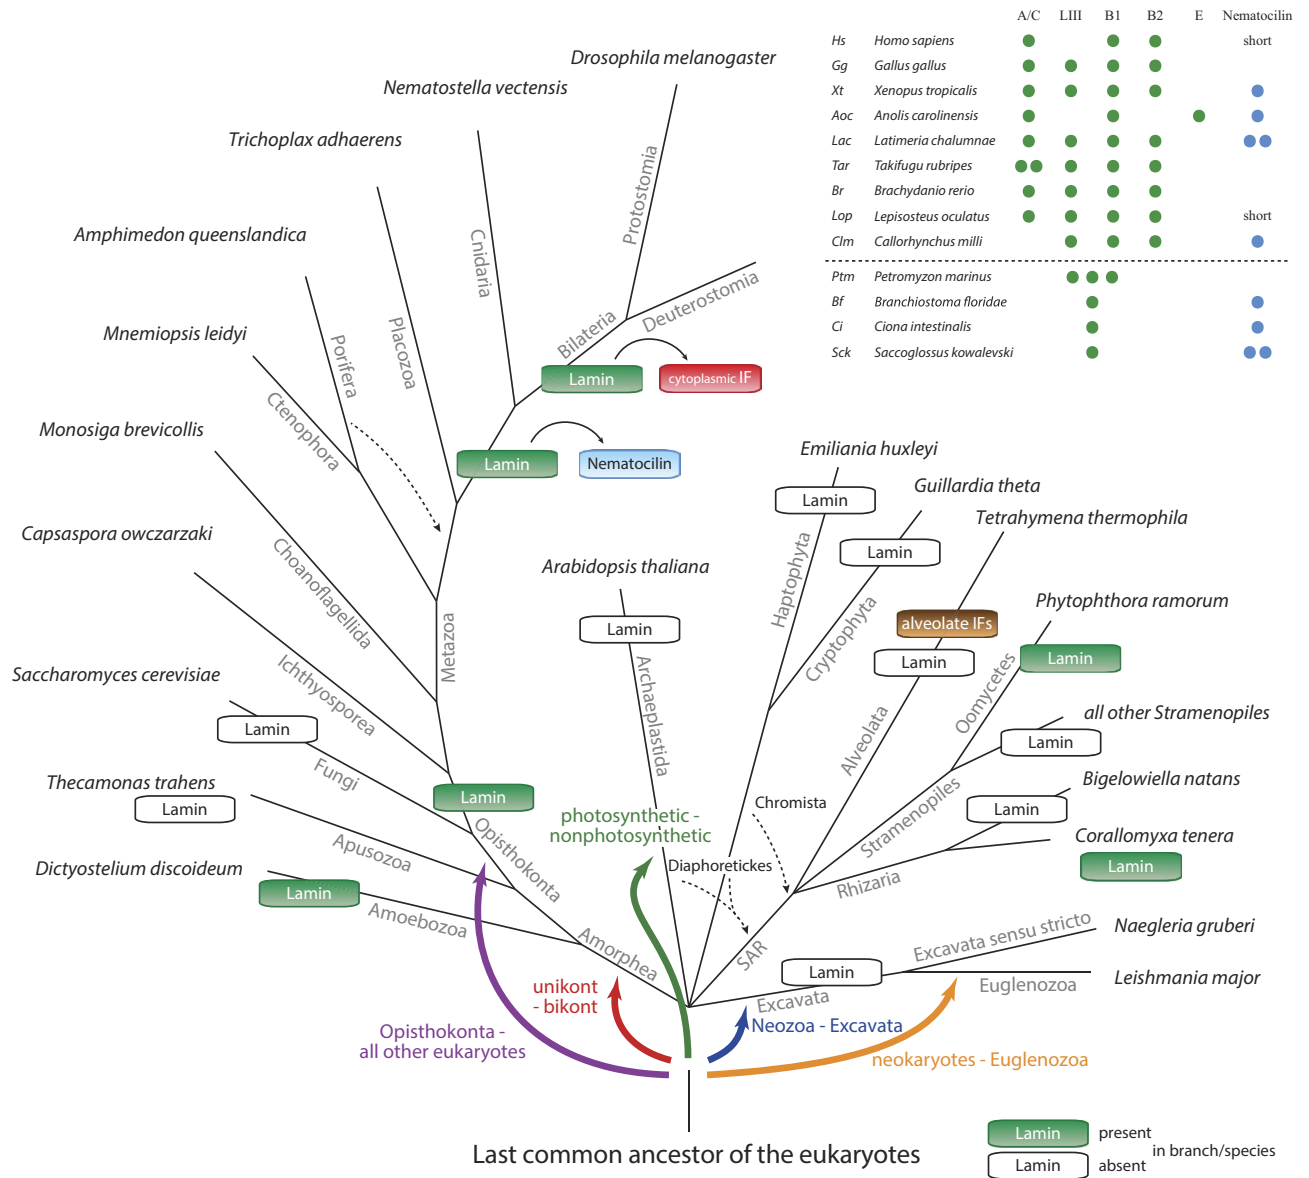 A/C LIII B1 B2 E Nematocilin
Hs Homo sapiens short
Gg Gallus gallus
Xt Xenopus tropicalis
Aoc Anolis carolinensis
Lac Latimeria chalumnae
Tar Takifugu rubripes
Br Brachydanio rerio
Lop Lepisosteus oculatus short
Clm Callorhynchus milli
Ptm Petromyzon marinus
Bf Branchiostoma floridae
Ci Ciona intestinalis
Sck Saccoglossus kowalevski
Drosophila melanogaster
Nematostella vectensis
Trichoplax adhaerens
Amphimedon queenslandica
Mnemiopsis leidyi
Monosiga brevicollis
Capsaspora owczarzaki
Saccharomyces cerevisiae
Thecamonas trahens
Lamin
Dictyostelium discoideum
Lamin
Protostomia
Deuterostomia
Bilateria
Cnidaria
Placozoa
Porifera
Ctenophora
Lamin
cytoplasmic IF
Lamin
Nematocilin
Choanoflagellida
Metazoa
Ichthyosporea
Lamin
Fungi
Lamin
Opisthokonta
Apusozoa
Amoebozoa
Amorphea
Arabidopsis thaliana
Lamin
Archaeplastida
Emiliania huxleyi
Lamin
Haptophyta
Guillardia theta
Lamin
Cryptophyta
Tetrahymena thermophila
alveolate IFs
Lamin
Alveolata
Phytophthora ramorum
Lamin
Oomycetes
all other Stramenopiles
Lamin
Stramenopiles
Bigelowiella natans
Lamin
Corallomyxa tenera
Lamin
Rhizaria
Chromista
Diaphoretickes
SAR
photosynthetic -
nonphotosynthetic
Naegleria gruberi
Excavata sensu stricto
Leishmania major
Euglenozoa
Lamin
Excavata
unikont
- bikont
Opisthokonta -
all other eukaryotes
Neozoa - Excavata
neokaryotes - Euglenozoa
Last common ancestor of the eukaryotes
Lamin present
in branch/species
Lamin absent